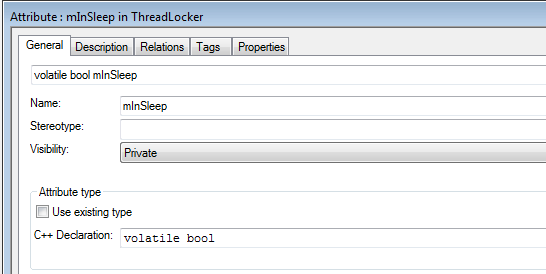 Attribute : mInSleep in ThreadLocker
General Description Relations Tags Properties
volatile bool mInSleep
Name: mInSleep
Stereotype:
Visibility: Private
Attribute type
Use existing type
C++ Declaration: volatile bool